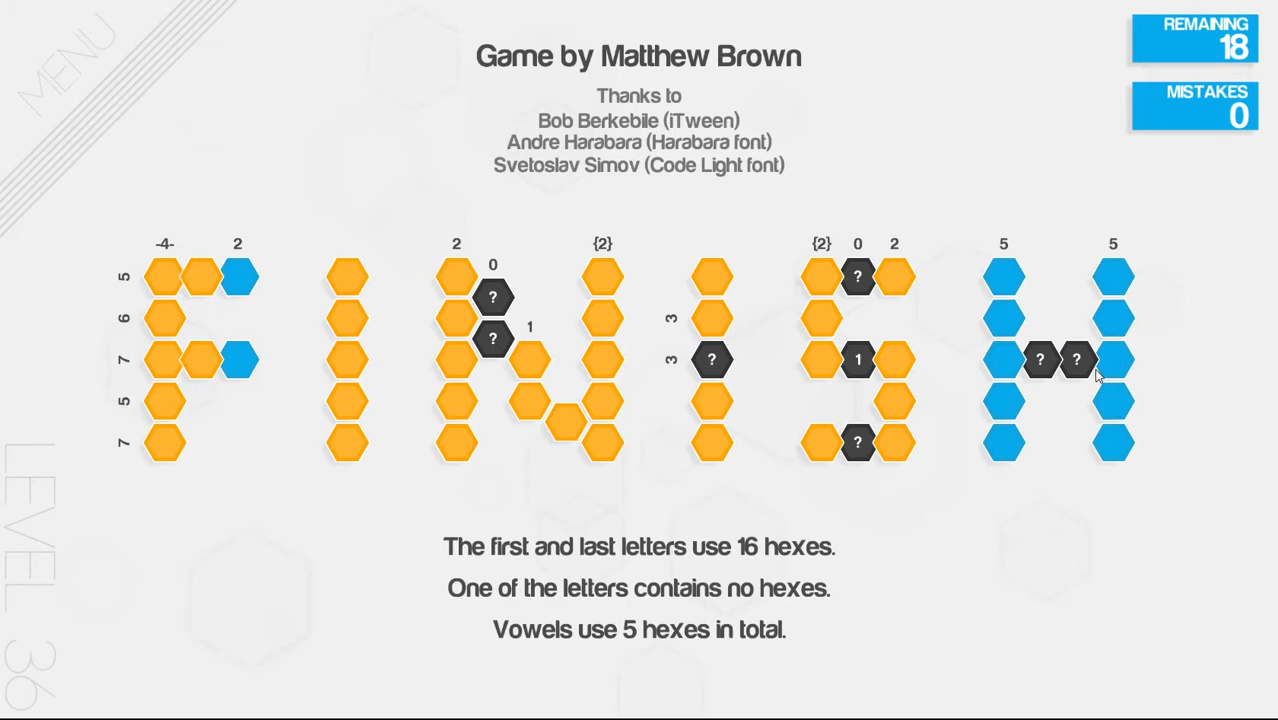 MENU
REMAINING
18
MISTAKES
0
Game by Matthew Brown
Thanks to
Bob Berkebile (iTween)
Andre Harabara (Harabara font)
Svetoslav Simov (Code Light font)
-4- 2 2 {2} {2} 0 2 5 5
0
5 ?
?
6 3
?
1
7 3 ? 1 ? ?
5
7 ?
LEVEL 36
The first and last letters use 16 hexes.
One of the letters contains no hexes.
Vowels use 5 hexes in total.